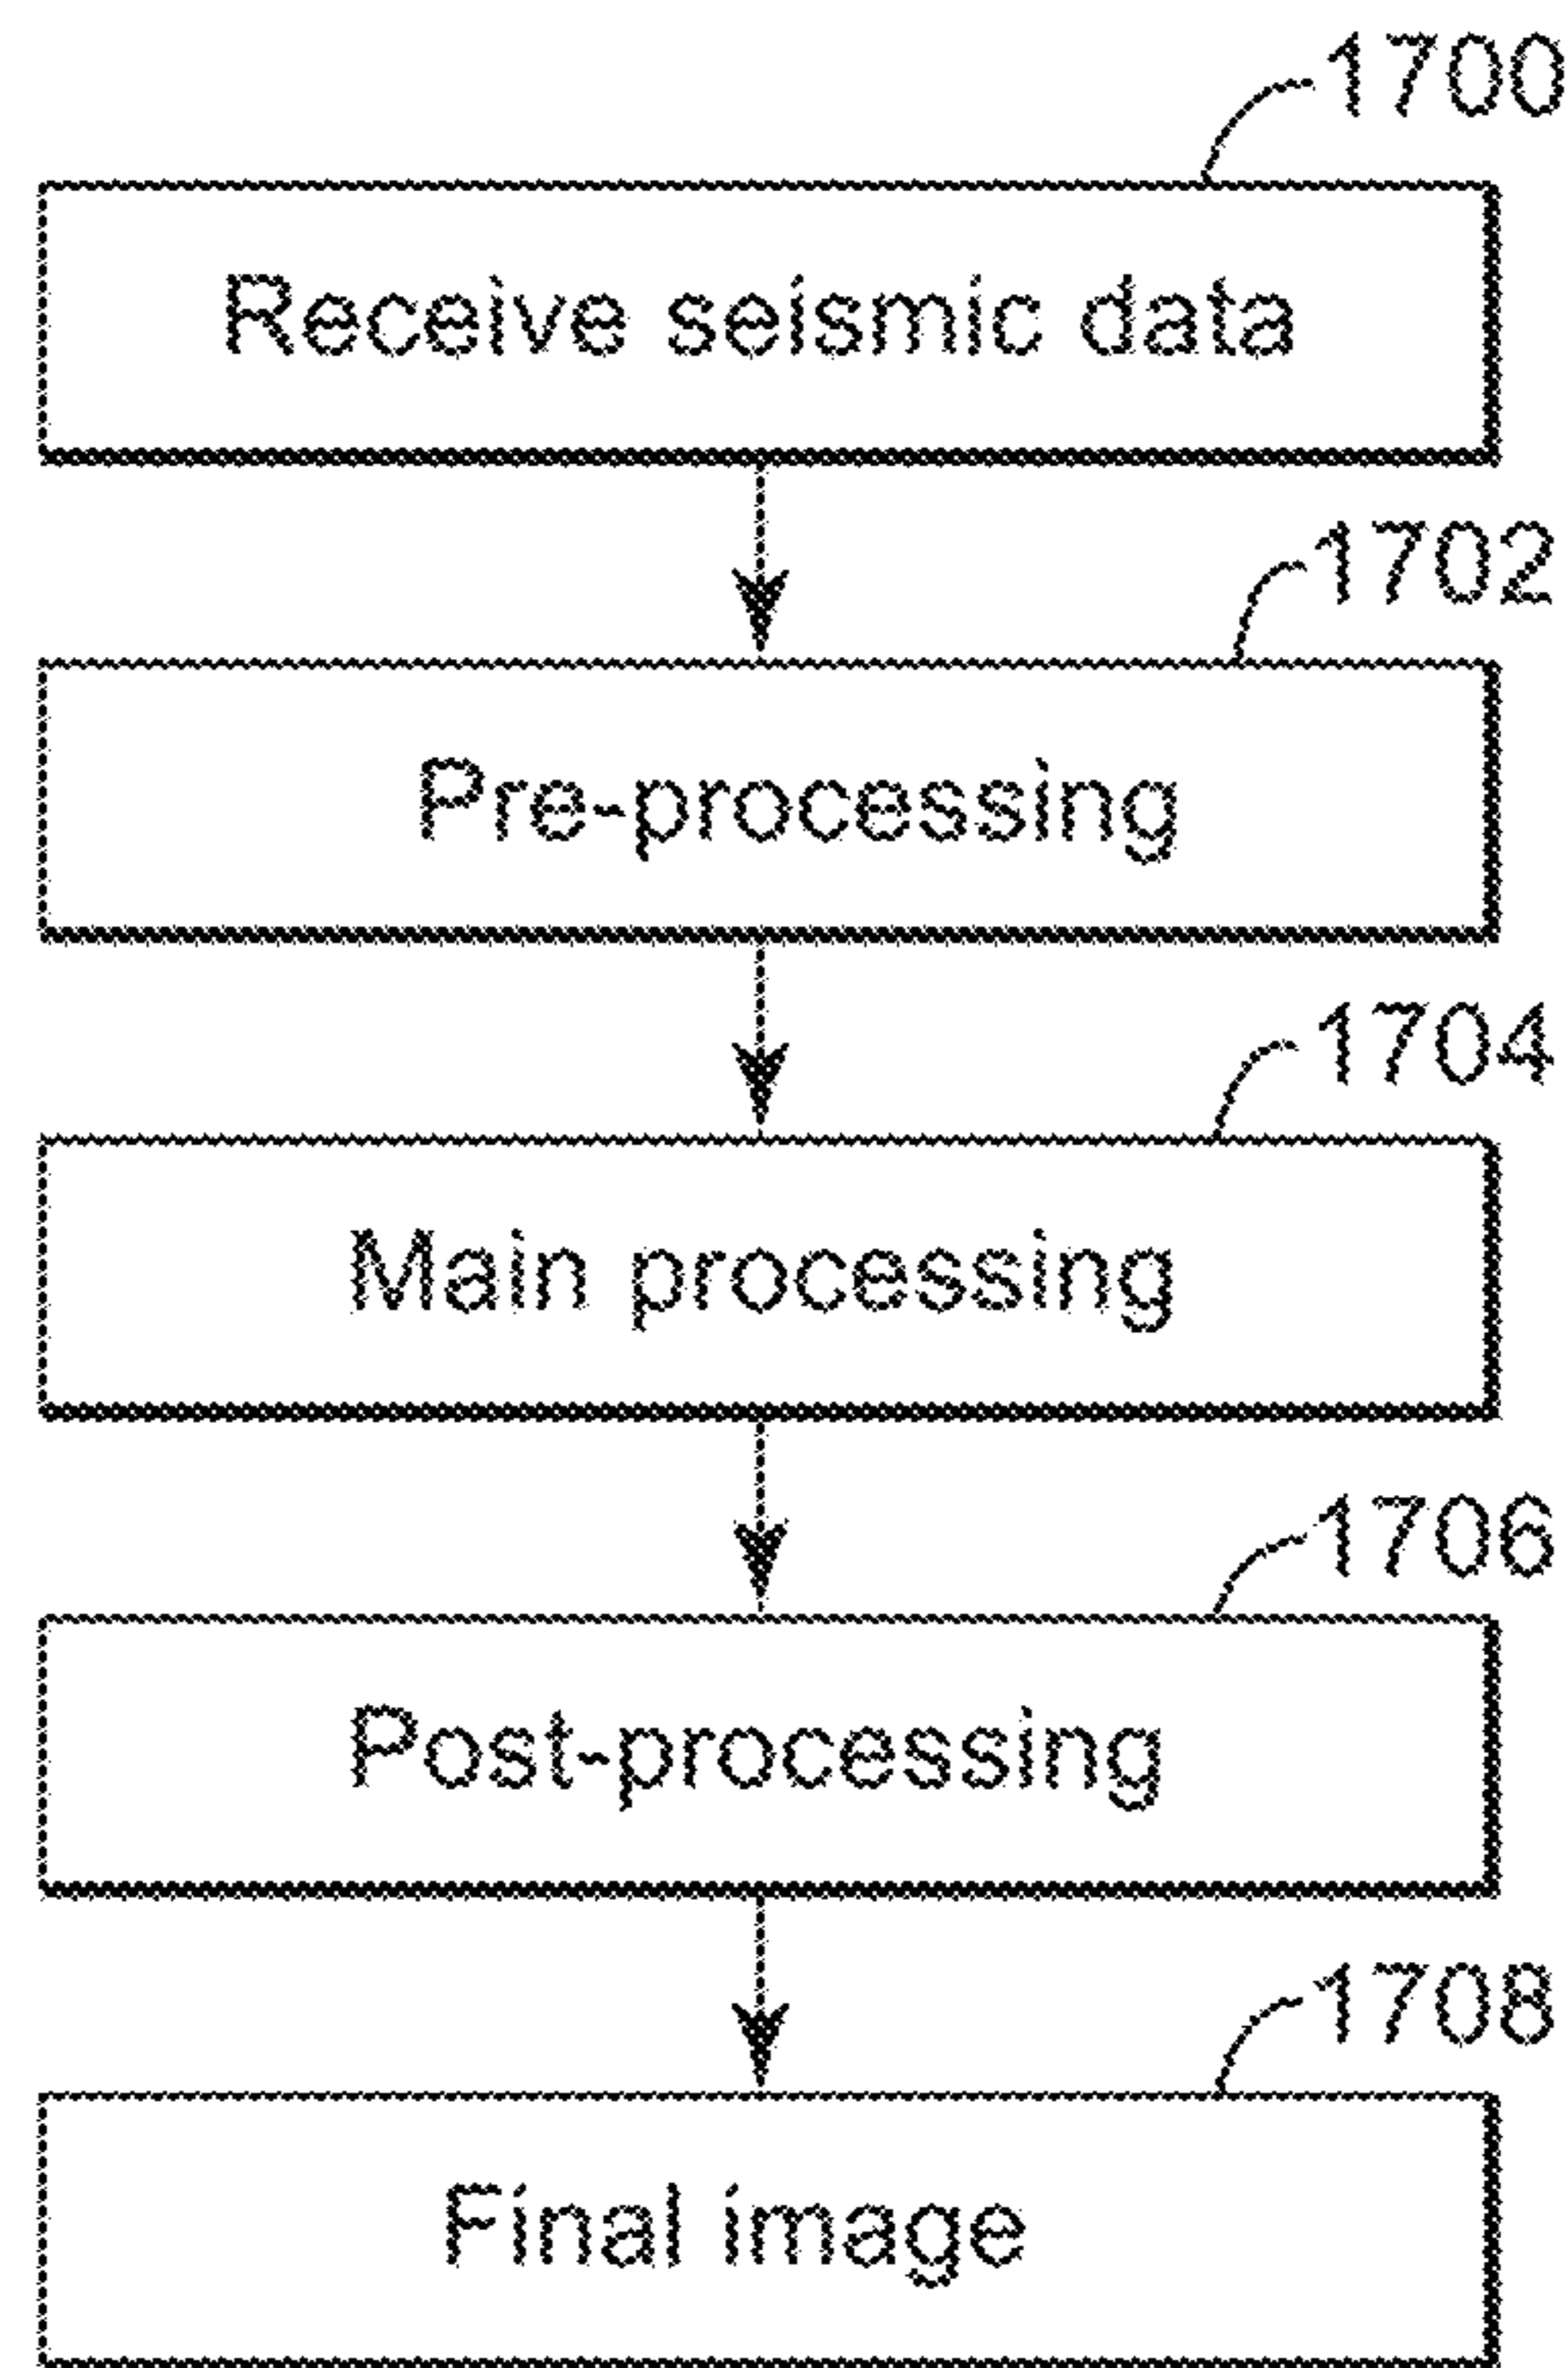 1700
Receive seismic data
1702
Pre-processing
1704
Main processing
1706
Post-processing
1708
Final image